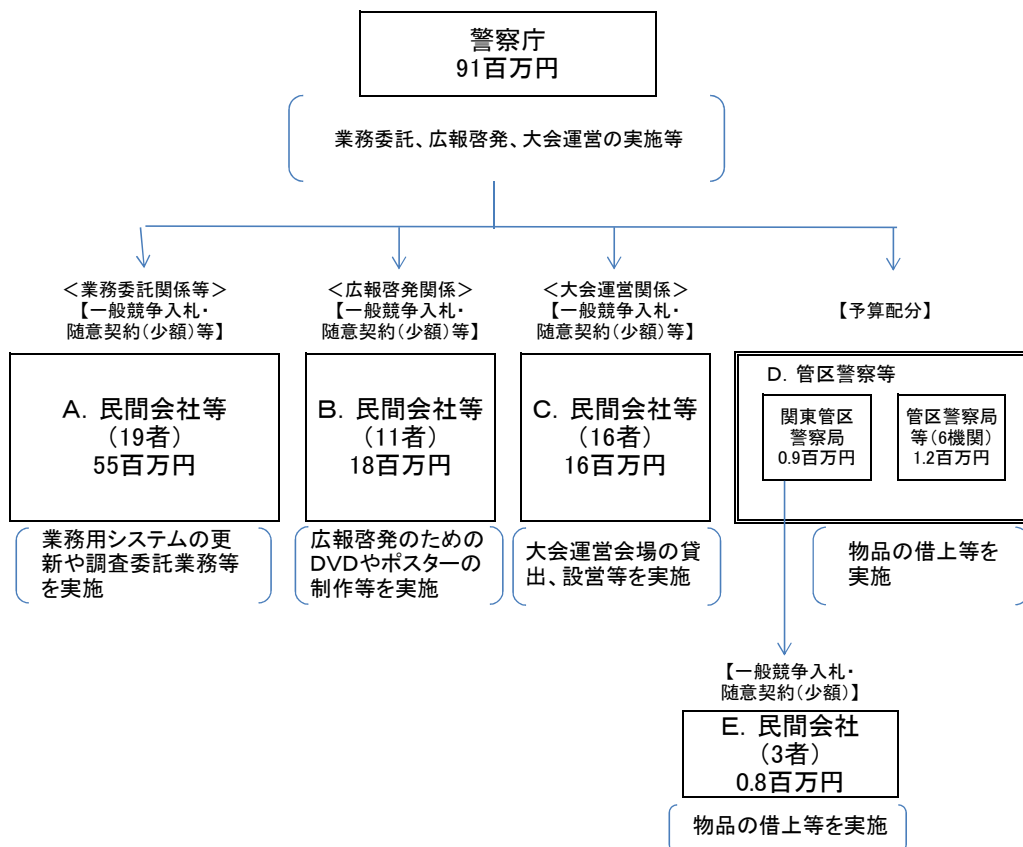 警察庁
91百万円
業務委託、広報啓発、大会運営の実施等
＜業務委託関係等＞
【一般競争入札・
随意契約（少額）等】
A．民間会社等
（19者）
55百万円
業務用システムの更
新や調査委託業務等
を実施
＜広報啓発関係＞
【一般競争入札・
随意契約（少額）等】
B．民間会社等
（11者）
18百万円
広報啓発のための
DVDやポスターの
制作等を実施
＜大会運営関係＞
【一般競争入札・
随意契約（少額）等】
C．民間会社等
（16者）
16百万円
大会運営会場の貸
出、設営等を実施
【予算配分】
D．管区警察等
関東管区
警察局
0.9百万円
管区警察局
等（6機関）
1.2百万円
物品の借上等を
実施
【一般競争入札・
随意契約（少額）】
E．民間会社
（3者）
0.8百万円
物品の借上等を実施